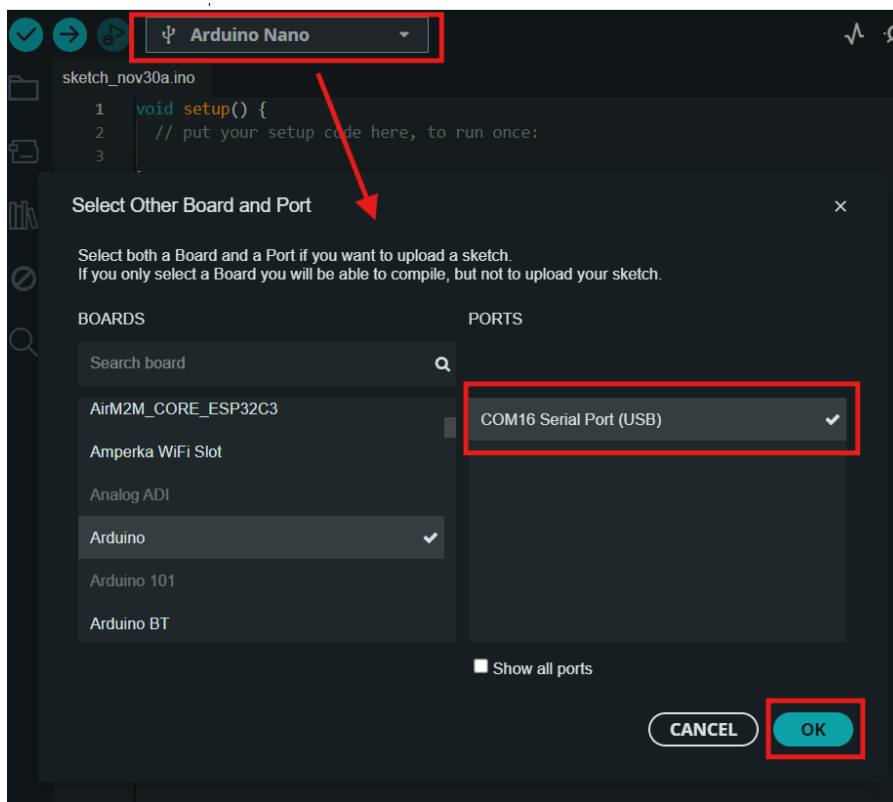 Arduino Nano
sketch_nov30a.ino
1 void setup() {
2 // put your setup code here, to run once:
3
Select Other Board and Port
Select both a Board and a Port if you want to upload a sketch.
If you only select a Board you will be able to compile, but not to upload your sketch.
BOARDS
PORTS
Search board
AirM2M_CORE_ESP32C3
COM16 Serial Port (USB)
Amperka WiFi Slot
Analog ADI
Arduino
Arduino 101
Arduino BT
Show all ports
CANCEL
OK